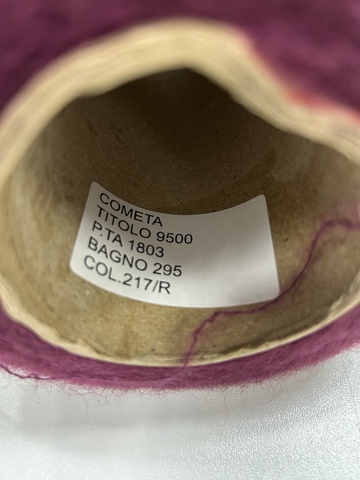 COMETA
TITOLO 9500
P.TA 1803
BAGNO 295
COL.217/R